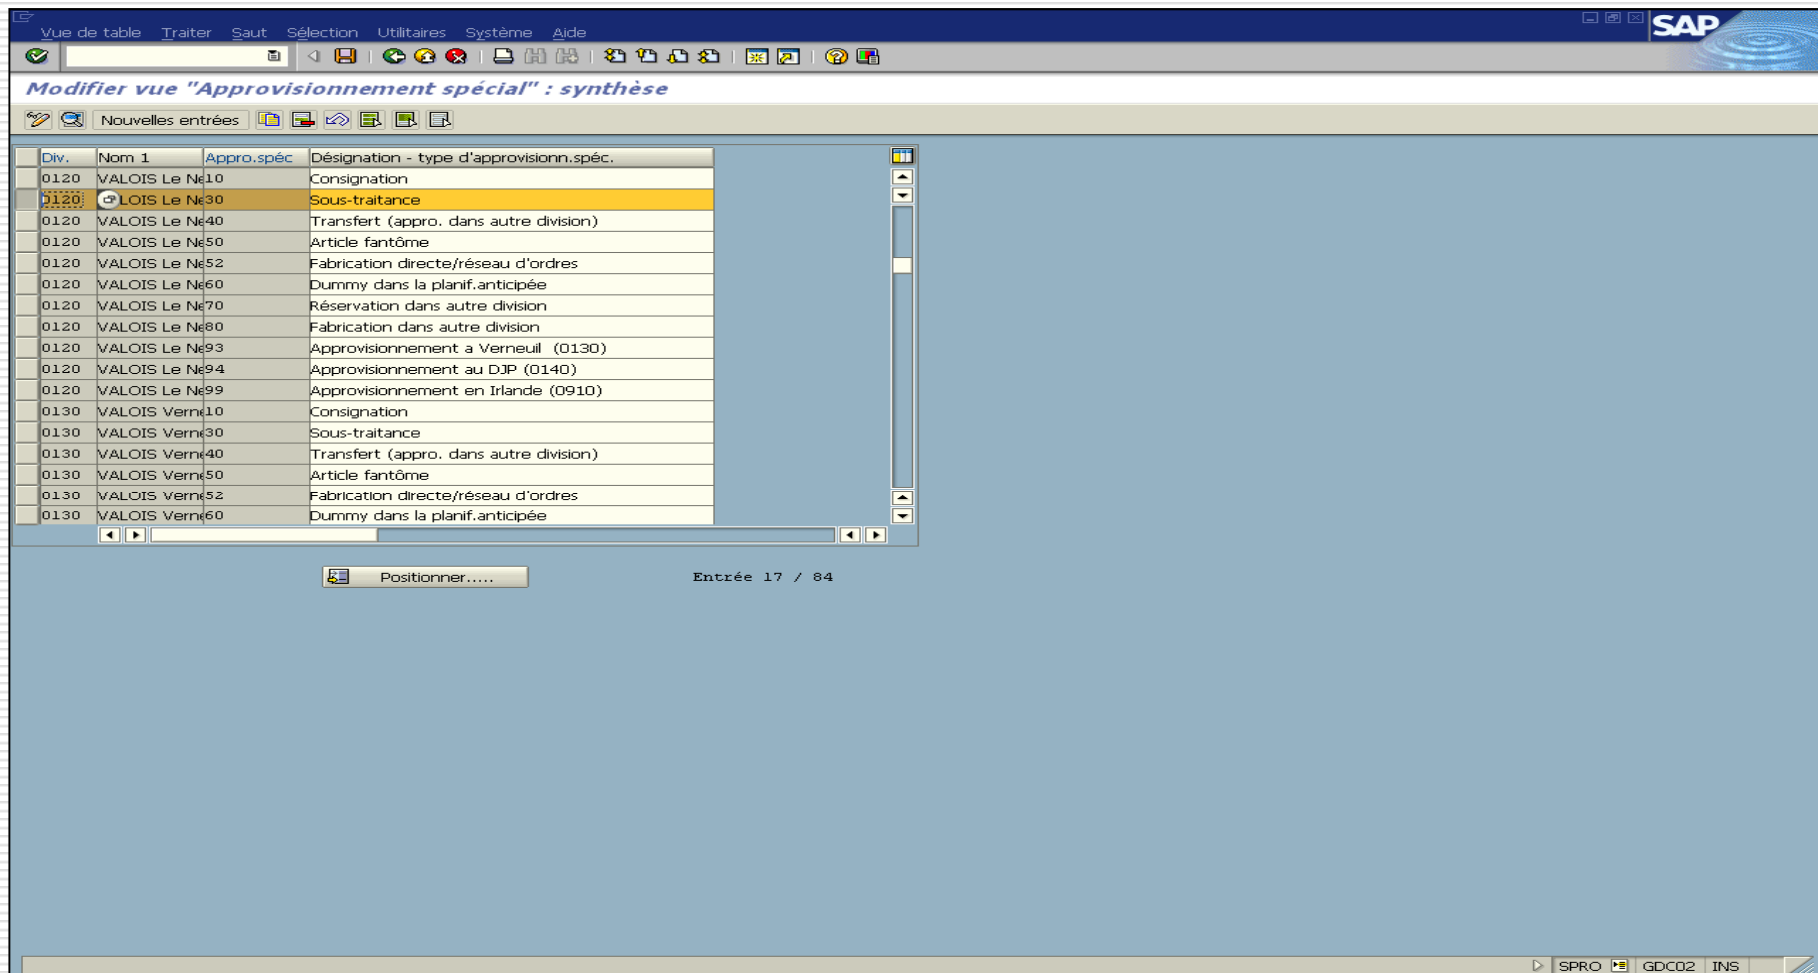 Vue de table Traiter Saut Sélection Utilitaires Système Aide
SAP
Modifier vue "Approvisionnement spécial" : synthèse
Nouvelles entrées
Div. Nom 1 Appro.spéc Désignation - type d'approvisionn.spéc.
0120 VALOIS Le Ne 10 Consignation
0120 LOIS Le Ne 30 Sous-traitance
0120 VALOIS Le Ne 40 Transfert (appro. dans autre division)
0120 VALOIS Le Ne 50 Article fantôme
0120 VALOIS Le Ne 52 Fabrication directe/réseau d'ordres
0120 VALOIS Le Ne 60 Dummy dans la planif.anticipée
0120 VALOIS Le Ne 70 Réservation dans autre division
0120 VALOIS Le Ne 80 Fabrication dans autre division
0120 VALOIS Le Ne 93 Approvisionnement a Verneuil (0130)
0120 VALOIS Le Ne 94 Approvisionnement au DJP (0140)
0120 VALOIS Le Ne 99 Approvisionnement en Irlande (0910)
0130 VALOIS Verne 10 Consignation
0130 VALOIS Verne 30 Sous-traitance
0130 VALOIS Verne 40 Transfert (appro. dans autre division)
0130 VALOIS Verne 50 Article fantôme
0130 VALOIS Verne 52 Fabrication directe/réseau d'ordres
0130 VALOIS Verne 60 Dummy dans la planif.anticipée
Positionner..... Entrée 17 / 84
SPRO GDC02 INS